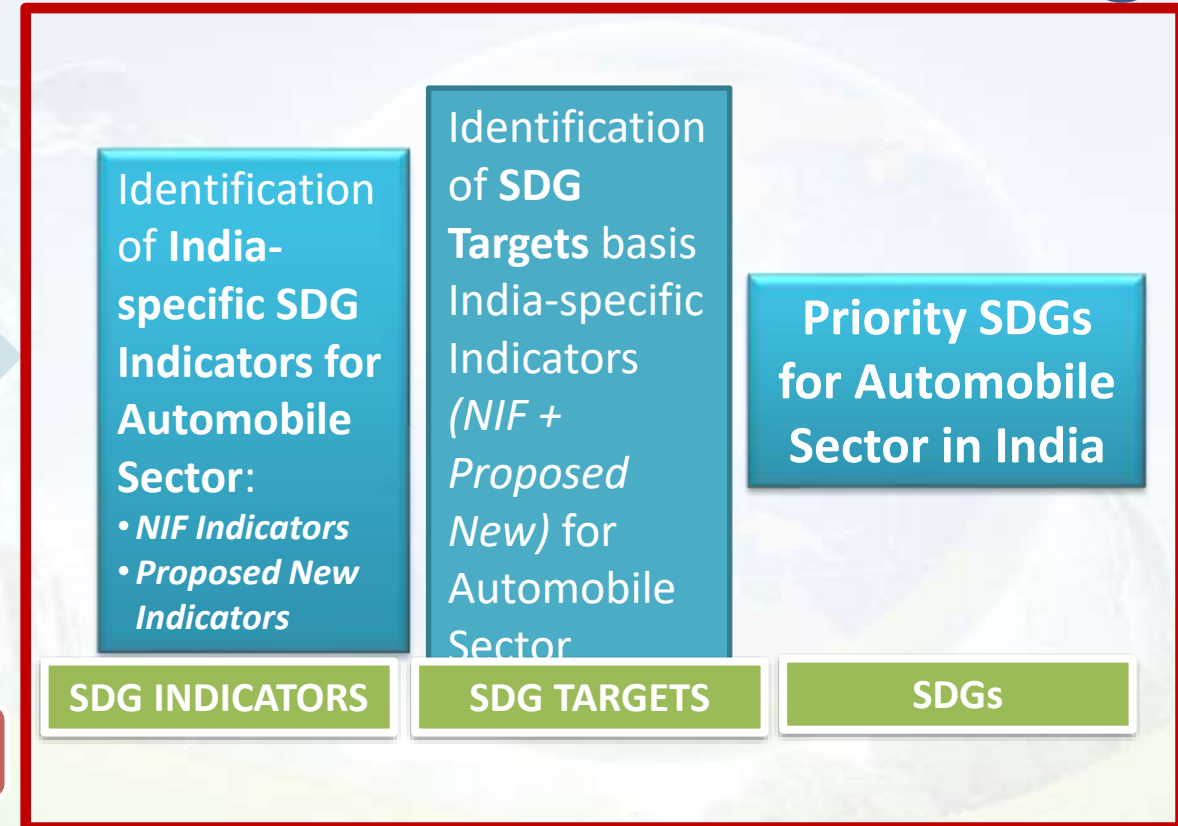 Identification
of India-
specific SDG
Indicators for
Automobile
Sector:
• NIF Indicators
• Proposed New
Indicators
SDG INDICATORS
Identification
of SDG
Targets basis
India-specific
Indicators
(NIF +
Proposed
New) for
Automobile
Sector
SDG TARGETS
Priority SDGs
for Automobile
Sector in India
SDGs